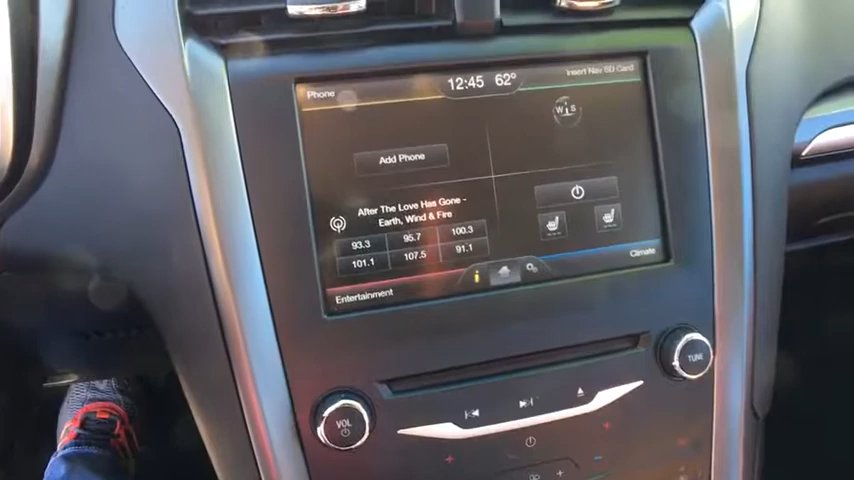 Phone
12:45 62°
Insert Nav SD Card
W S
Add Phone
After The Love Has Gone -
Earth, Wind & Fire
93.3 95.7 100.3
101.1 107.5 91.1
Entertainment
i
Climate
VOL
TUNE